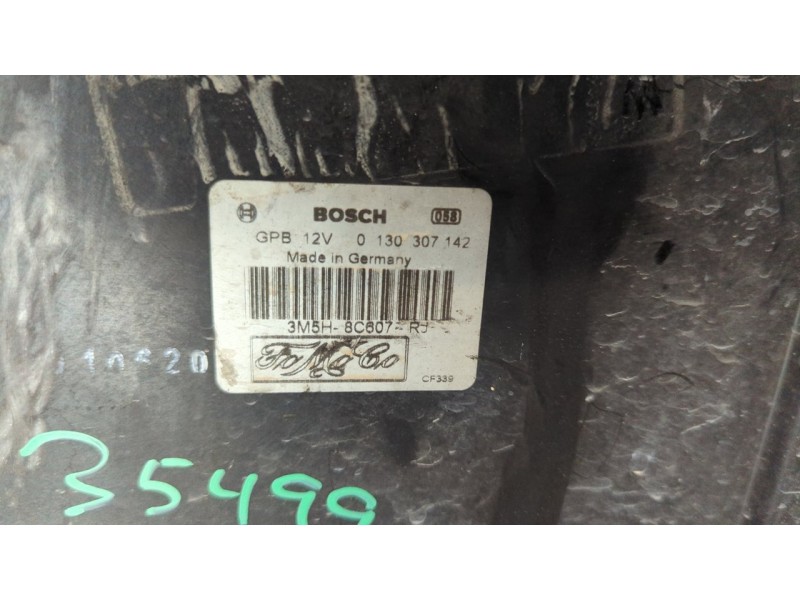 BOSCH 058
GPB 12V 0 130 307 142
Made in Germany
3M5H-8C607-RJ
FoMoCo
CF339
35499